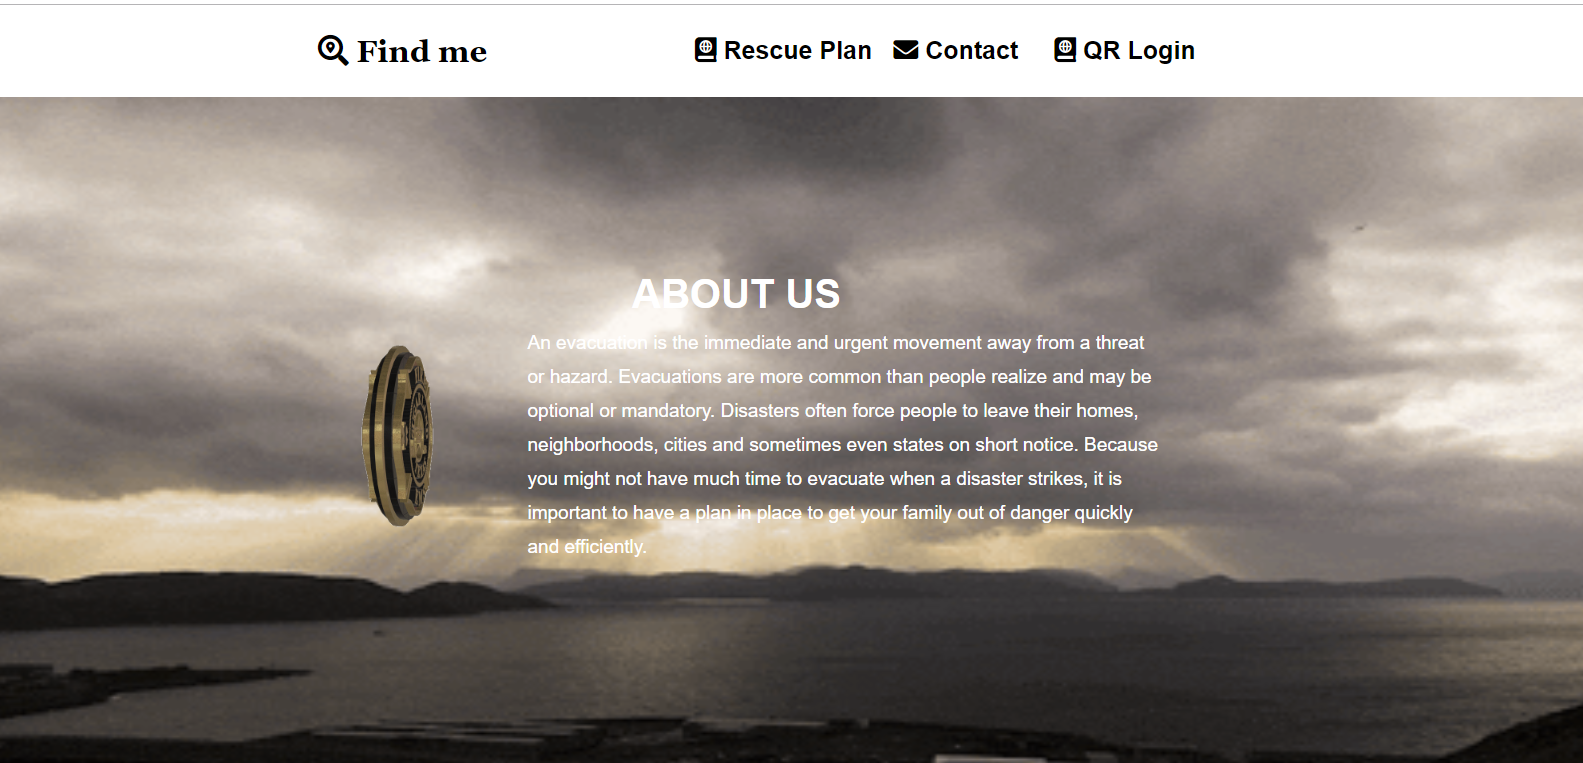 Find me
Rescue Plan
Contact
QR Login
ABOUT US
An evacuation is the immediate and urgent movement away from a threat
or hazard. Evacuations are more common than people realize and may be
optional or mandatory. Disasters often force people to leave their homes,
neighborhoods, cities and sometimes even states on short notice. Because
you might not have much time to evacuate when a disaster strikes, it is
important to have a plan in place to get your family out of danger quickly
and efficiently.